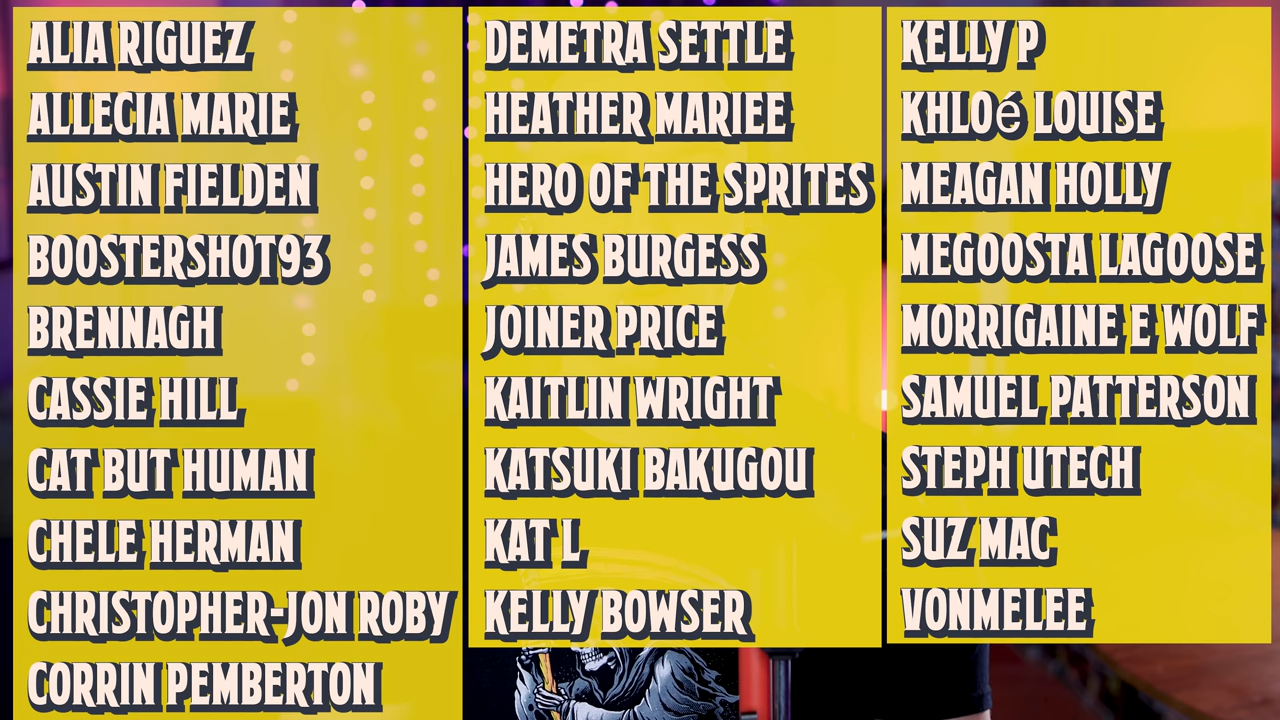 ALIA RIGUEZ
ALLECIA MARIE
AUSTIN FIELDEN
BOOSTERSHOT93
BRENNAGH
CASSIE HILL
CAT BUT HUMAN
CHELE HERMAN
CHRISTOPHER-JON ROBY
CORRIN PEMBERTON
DEMETRA SETTLE
HEATHER MARIEE
HERO OF THE SPRITES
JAMES BURGESS
JOINER PRICE
KAITLIN WRIGHT
KATSUKI BAKUGOU
KAT L
KELLY BOWSER
KELLY P
KHLOé LOUISE
MEAGAN HOLLY
MEGOOSTA LAGOOSE
MORRIGAINE E WOLF
SAMUEL PATTERSON
STEPH UTECH
SUZ MAC
VONMELEE